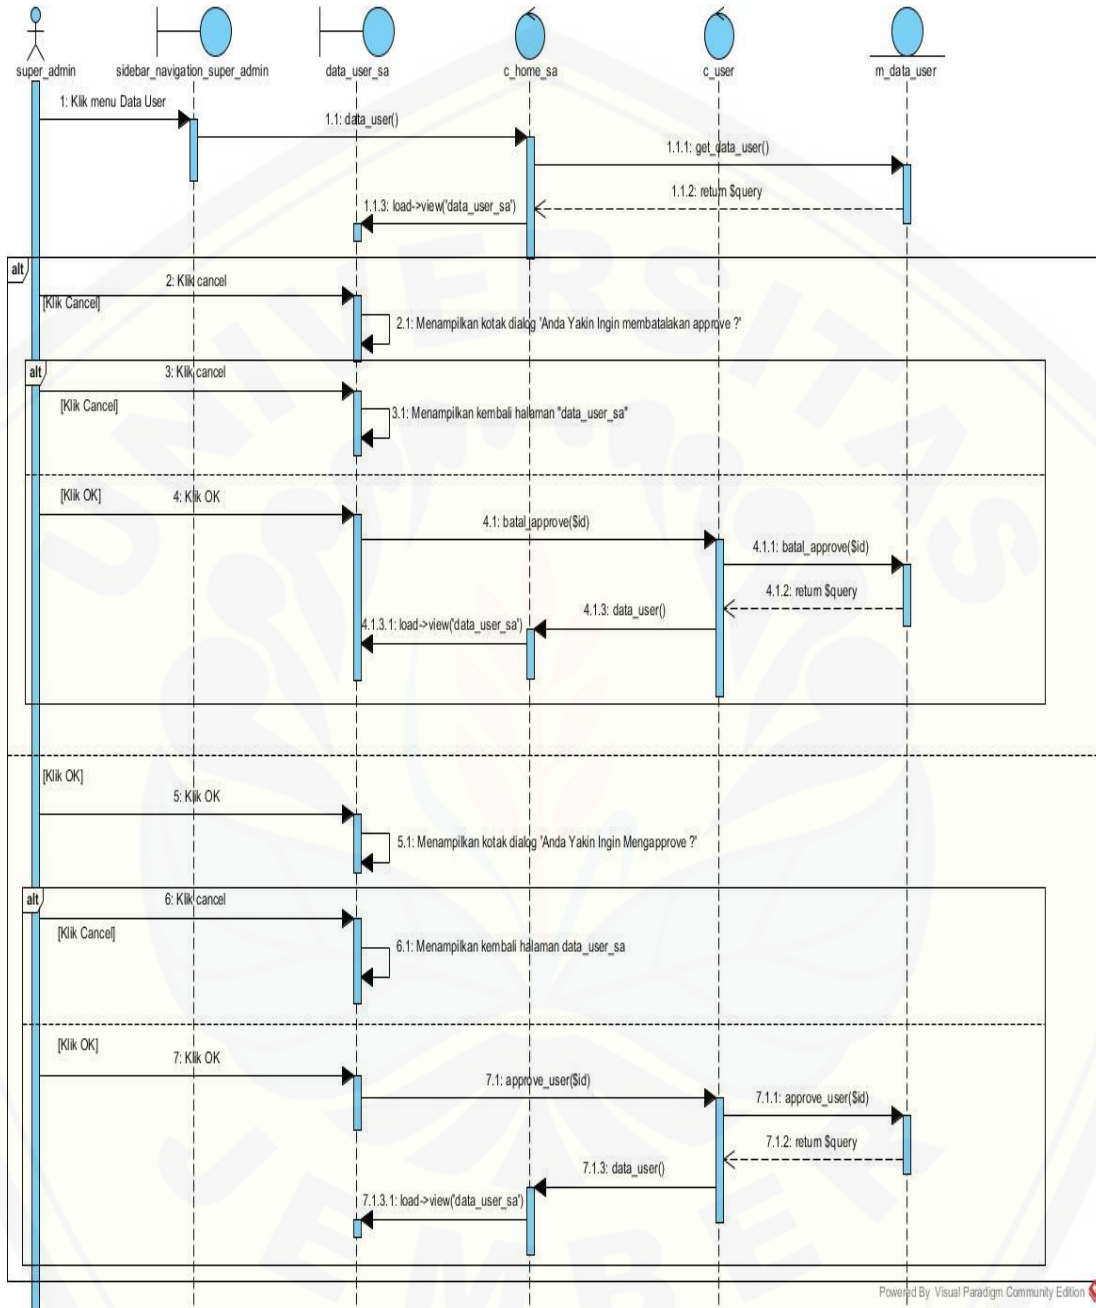 super_admin
sidebar_navigation_super_admin
data_user_sa
c_home_sa
c_user
m_data_user
1: Klik menu Data User
1.1: data_user()
1.1.1: get_data_user()
1.1.2: return $query
1.1.3: load->view('data_user_sa')
alt
2: Klik cancel
[Klik Cancel]
2.1: Menampilkan kotak dialog 'Anda Yakin Ingin membatalakan approve ?'
alt
3: Klik cancel
[Klik Cancel]
3.1: Menampilkan kembali halaman "data_user_sa"
[Klik OK]
4: Klik OK
4.1: batal_approve($id)
4.1.1: batal_approve($id)
4.1.2: return $query
4.1.3: data_user()
4.1.3.1: load->view('data_user_sa')
[Klik OK]
5: Klik OK
5.1: Menampilkan kotak dialog 'Anda Yakin Ingin Mengapprove ?'
alt
6: Klik cancel
[Klik Cancel]
6.1: Menampilkan kembali halaman data_user_sa
[Klik OK]
7: Klik OK
7.1: approve_user($id)
7.1.1: approve_user($id)
7.1.2: return $query
7.1.3: data_user()
7.1.3.1: load->view('data_user_sa')
UNIVERSITAS
JEMBER
Powered By Visual Paradigm Community Edition